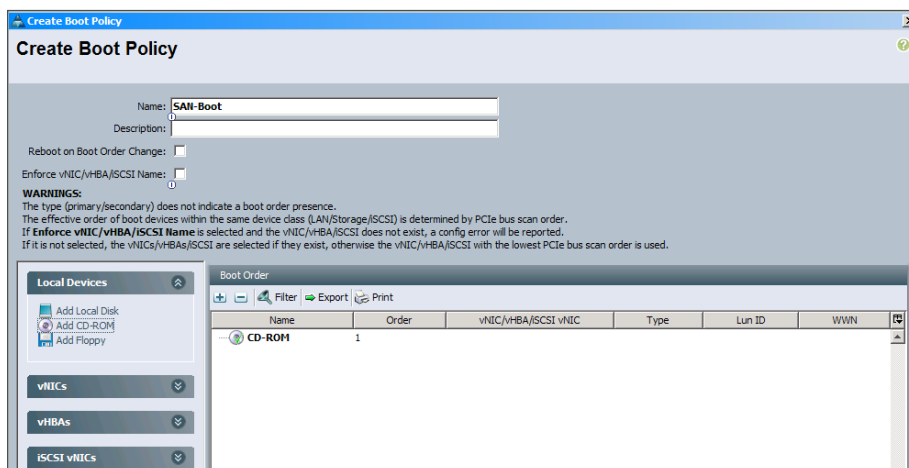 Create Boot Policy
Create Boot Policy
Name: SAN-Boot
Description:
Reboot on Boot Order Change:
Enforce vNIC/vHBA/iSCSI Name:
WARNINGS:
The type (primary/secondary) does not indicate a boot order presence.
The effective order of boot devices within the same device class (LAN/Storage/iSCSI) is determined by PCIe bus scan order.
If Enforce vNIC/vHBA/iSCSI Name is selected and the vNIC/vHBA/iSCSI does not exist, a config error will be reported.
If it is not selected, the vNICs/vHBAs/iSCSI are selected if they exist, otherwise the vNIC/vHBA/iSCSI with the lowest PCIe bus scan order is used.
Local Devices
Add Local Disk
Add CD-ROM
Add Floppy
vNICs
vHBAs
iSCSI vNICs
Boot Order
Filter Export Print
Name Order vNIC/vHBA/iSCSI vNIC Type Lun ID WWN
CD-ROM 1